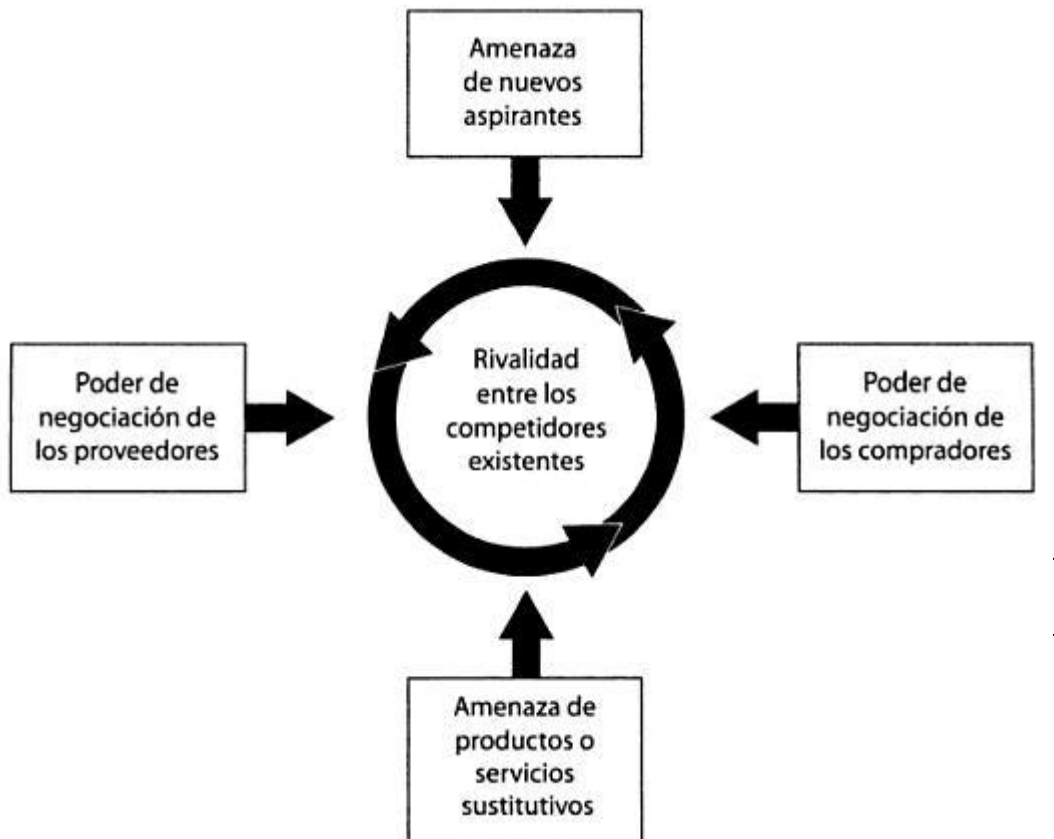 Amenaza
de nuevos
aspirantes
Poder de
negociación de
los proveedores
Rivalidad
entre los
competidores
existentes
Poder de
negociación de
los compradores
Amenaza de
productos o
servicios
sustitutivos